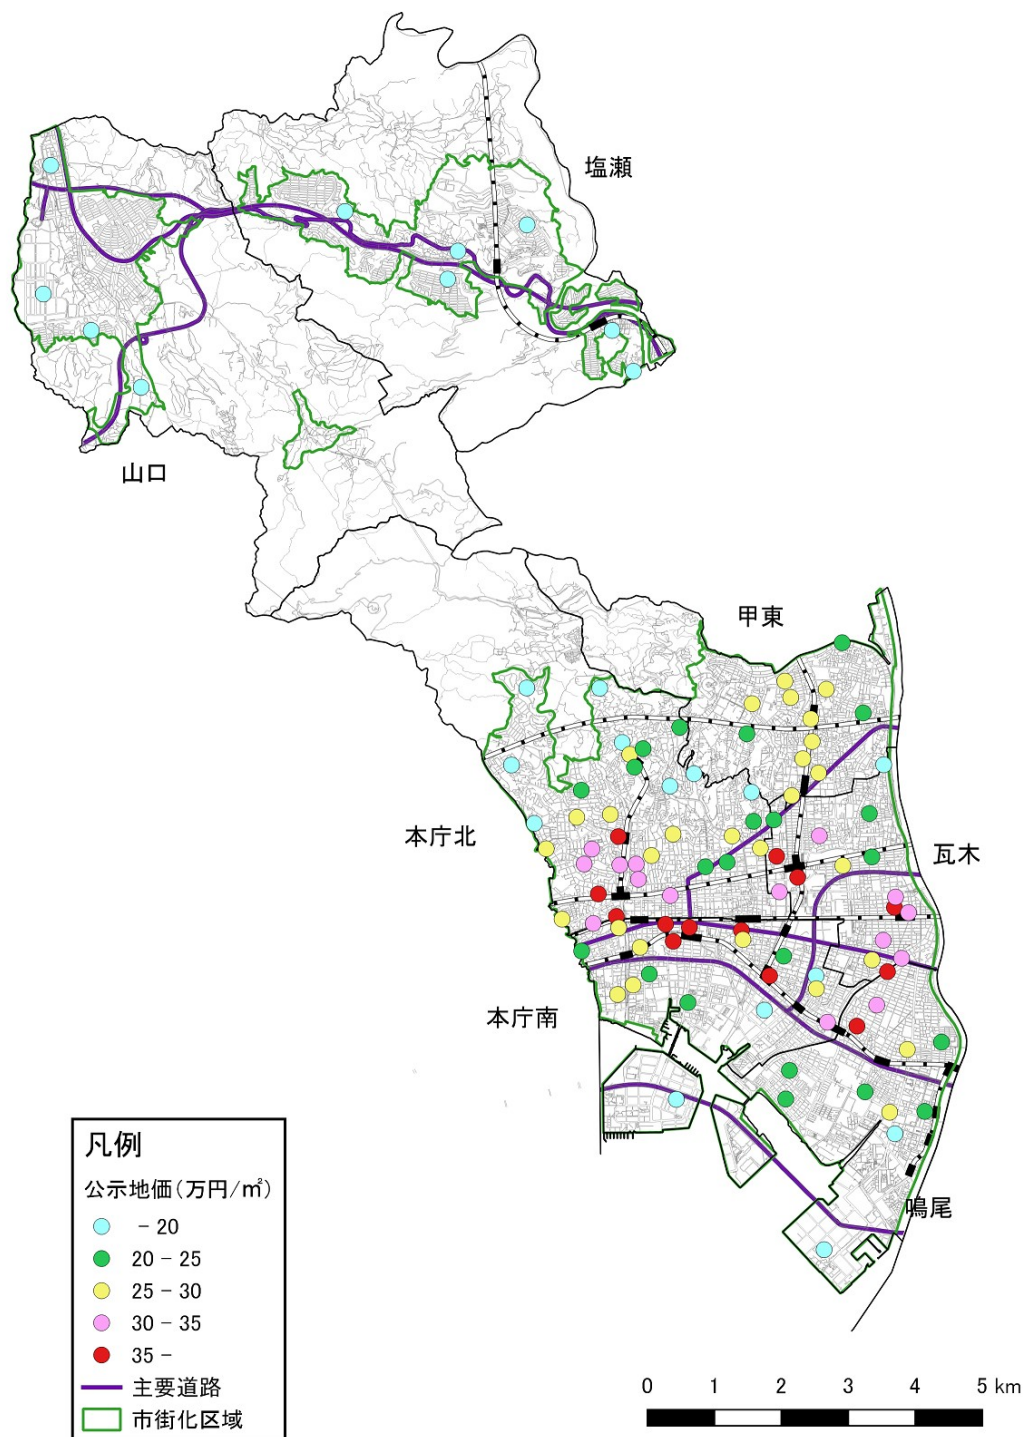 塩瀬
山口
甲東
本庁北
瓦木
本庁南
鳴尾
凡例
公示地価(万円/㎡)
－20
20－25
25－30
30－35
35－
主要道路
市街化区域
0 1 2 3 4 5 km